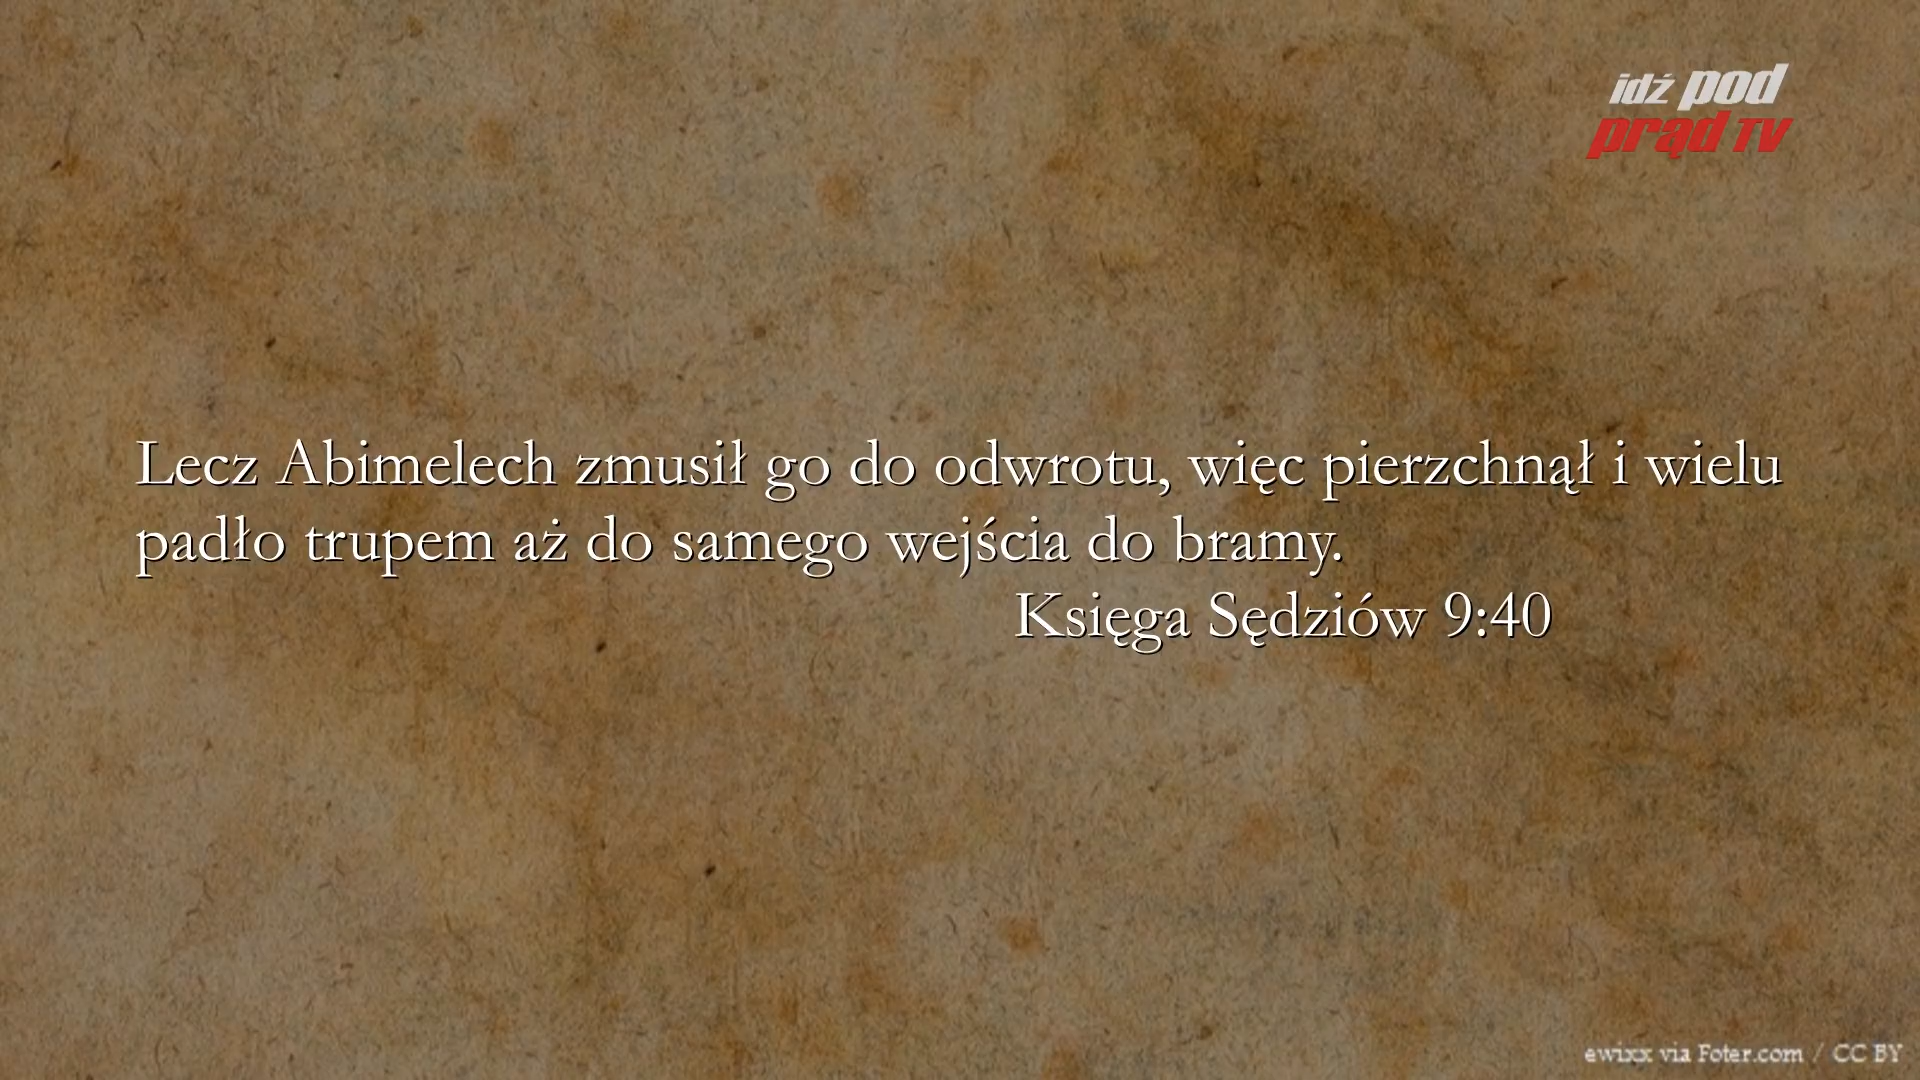 idź pod
prąd TV
Lecz Abimelech zmusił go do odwrotu, więc pierzchnął i wielu
padło trupem aż do samego wejścia do bramy.
Księga Sędziów 9:40
ewixx via Foter.com / CC BY